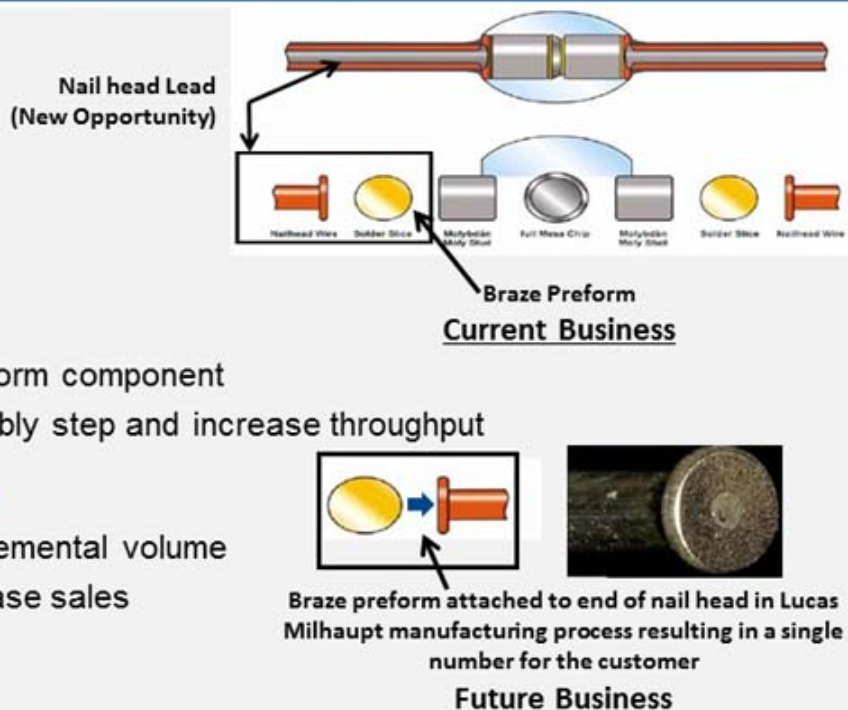 Nail head Lead
(New Opportunity)
Nailhead Wire
Solder Slice
Molybdän
Moly Stud
Full Mesa Chip
Molybdän
Moly Stud
Solder Slice
Nailhead Wire
Braze Preform
Current Business
orm component
bly step and increase throughput
emental volume
ase sales
Braze preform attached to end of nail head in Lucas
Milhaupt manufacturing process resulting in a single
number for the customer
Future Business